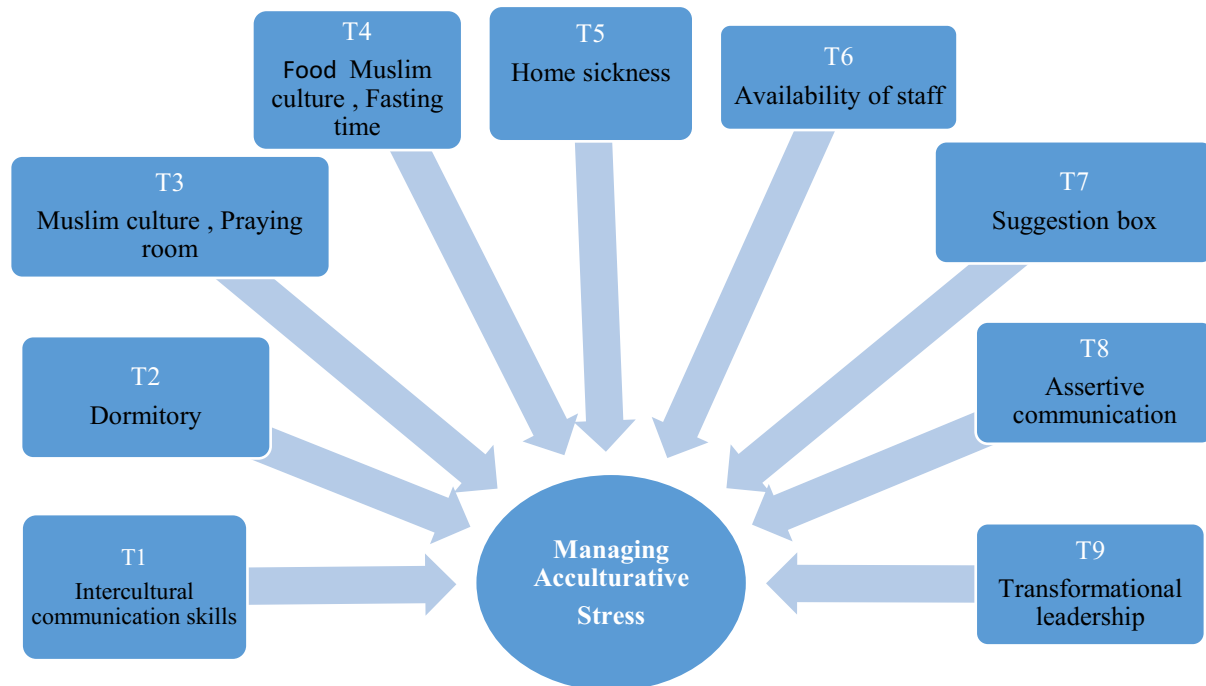 T1
Intercultural
communication skills
T2
Dormitory
T3
Muslim culture , Praying
room
T4
Food Muslim
culture , Fasting
time
T5
Home sickness
T6
Availability of staff
T7
Suggestion box
T8
Assertive
communication
T9
Transformational
leadership
Managing
Acculturative
Stress